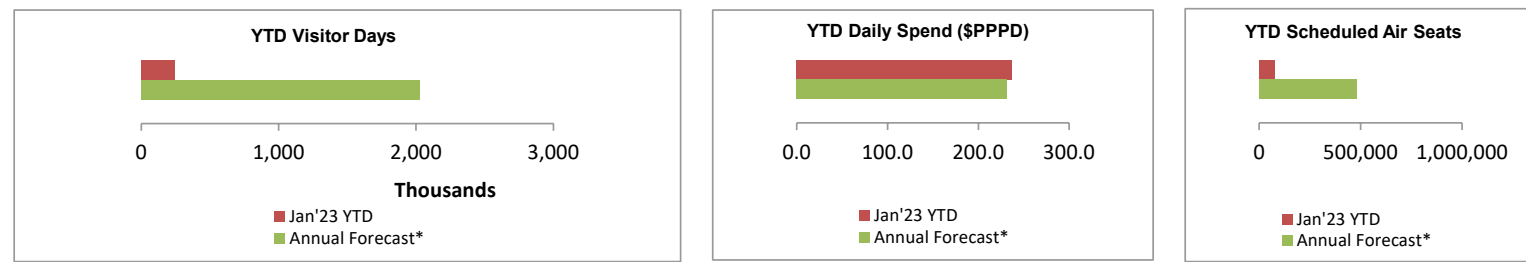 YTD Visitor Days
0 1,000 2,000 3,000
Thousands
Jan'23 YTD
Annual Forecast*
YTD Daily Spend ($PPPD)
0.0 100.0 200.0 300.0
Jan'23 YTD
Annual Forecast*
YTD Scheduled Air Seats
0 500,000 1,000,000
Jan'23 YTD
Annual Forecast*